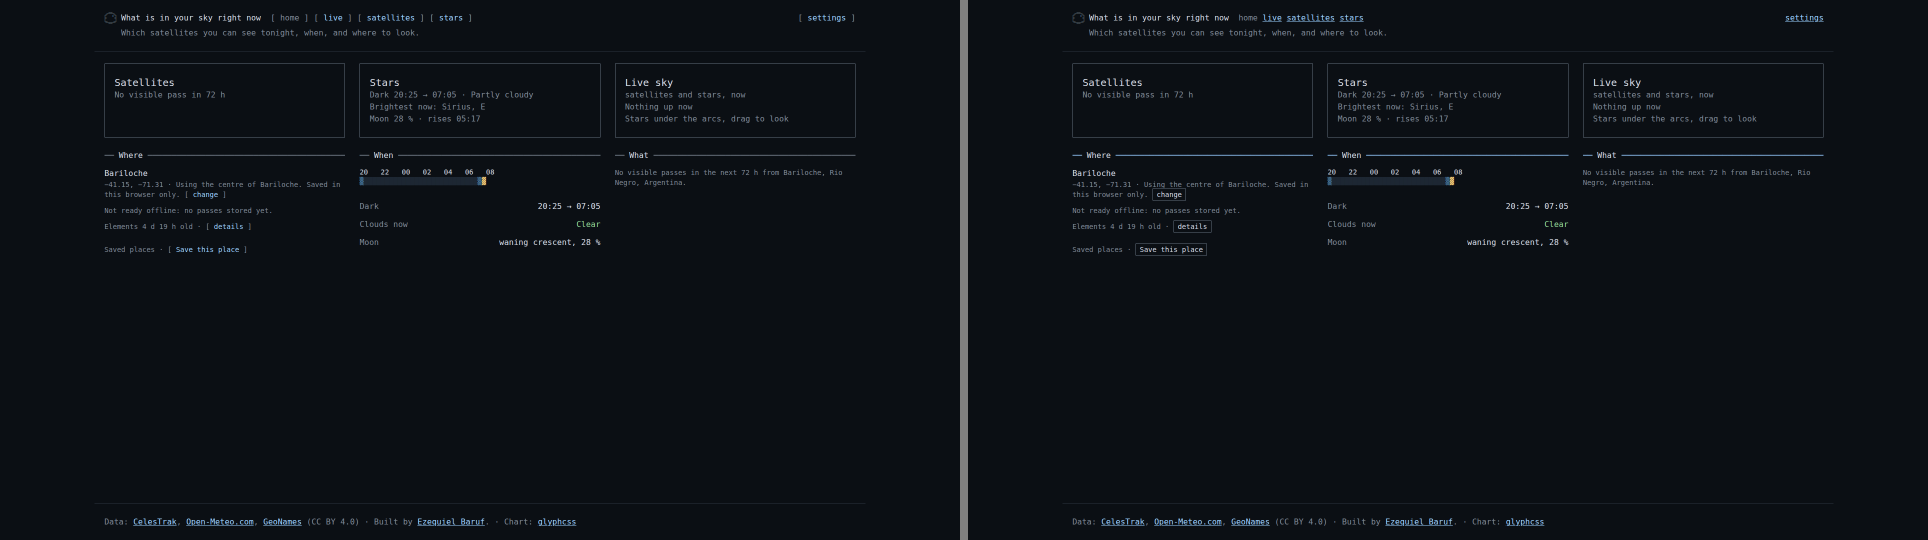 What is in your sky right now [ home ] [ live ] [ satellites ] [ stars ] [ settings ]
Which satellites you can see tonight, when, and where to look.
Satellites
No visible pass in 72 h
Stars
Dark 20:25 → 07:05 · Partly cloudy
Brightest now: Sirius, E
Moon 28 % · rises 05:17
Live sky
satellites and stars, now
Nothing up now
Stars under the arcs, drag to look
Where
Bariloche
−41.15, −71.31 · Using the centre of Bariloche. Saved in
this browser only. [ change ]
Not ready offline: no passes stored yet.
Elements 4 d 19 h old · [ details ]
Saved places · [ Save this place ]
When
20 22 00 02 04 06 08
Dark 20:25 → 07:05
Clouds now Clear
Moon waning crescent, 28 %
What
No visible passes in the next 72 h from Bariloche, Rio
Negro, Argentina.
Data: CelesTrak, Open-Meteo.com, GeoNames (CC BY 4.0) · Built by Ezequiel Baruf. · Chart: glyphcss
What is in your sky right now home live satellites stars settings
Which satellites you can see tonight, when, and where to look.
Satellites
No visible pass in 72 h
Stars
Dark 20:25 → 07:05 · Partly cloudy
Brightest now: Sirius, E
Moon 28 % · rises 05:17
Live sky
satellites and stars, now
Nothing up now
Stars under the arcs, drag to look
Where
Bariloche
−41.15, −71.31 · Using the centre of Bariloche. Saved in
this browser only. change
Not ready offline: no passes stored yet.
Elements 4 d 19 h old · details
Saved places · Save this place
When
20 22 00 02 04 06 08
Dark 20:25 → 07:05
Clouds now Clear
Moon waning crescent, 28 %
What
No visible passes in the next 72 h from Bariloche, Rio
Negro, Argentina.
Data: CelesTrak, Open-Meteo.com, GeoNames (CC BY 4.0) · Built by Ezequiel Baruf. · Chart: glyphcss